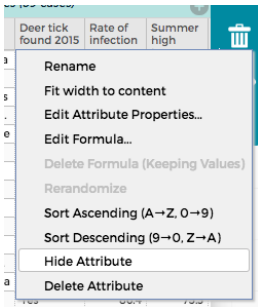 Deer tick Rate of Summer
found 2015 infection high
Rename
Fit width to content
Edit Attribute Properties...
Edit Formula...
Delete Formula (Keeping Values)
Rerandomize
Sort Ascending (A→Z, 0→9)
Sort Descending (9→0, Z→A)
Hide Attribute
Delete Attribute